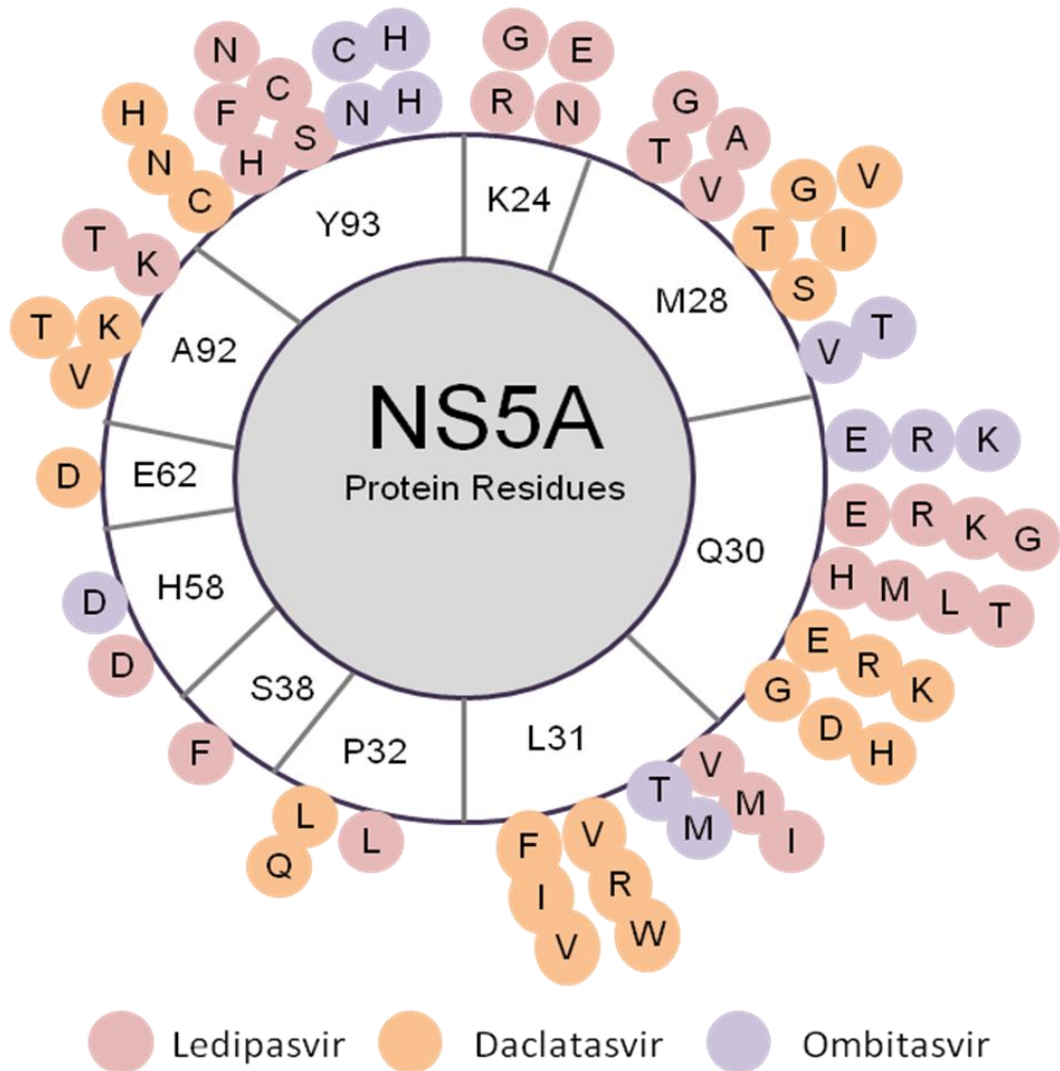 N C H G E
H F C N H R N G
N H S T A
C V G V
T K T I
S
T K V T
V
D
D
D
F
L
Q L
K24
Y93
M28
A92
E62
H58
Q30
S38
P32
L31
NS5A
Protein Residues
E R K
E R K G
H M L T
E R K
G D H
V M I
T M
V R W
F I V
Ledipasvir Daclatasvir Ombitasvir